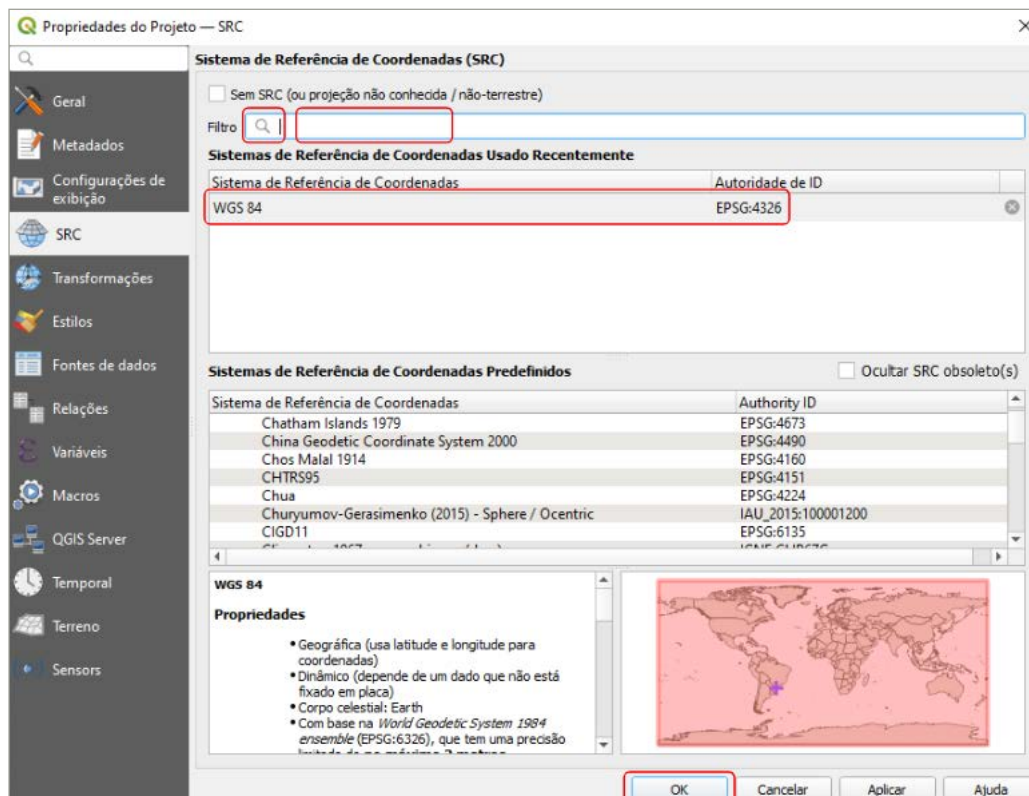 Propriedades do Projeto — SRC
Geral
Metadados
Configurações de
exibição
SRC
Transformações
Estilos
Fontes de dados
Relações
Variáveis
Macros
QGIS Server
Temporal
Terreno
Sensors
Sistema de Referência de Coordenadas (SRC)
Sem SRC (ou projeção não conhecida / não-terrestre)
Filtro
Sistemas de Referência de Coordenadas Usado Recentemente
Sistema de Referência de Coordenadas Autoridade de ID
WGS 84 EPSG:4326
Sistemas de Referência de Coordenadas Predefinidos Ocultar SRC obsoleto(s)
Sistema de Referência de Coordenadas Authority ID
Chatham Islands 1979 EPSG:4673
China Geodetic Coordinate System 2000 EPSG:4490
Chos Malal 1914 EPSG:4160
CHTRS95 EPSG:4151
Chua EPSG:4224
Churyumov-Gerasimenko (2015) - Sphere / Ocentric IAU_2015:100001200
CIGD11 EPSG:6135
WGS 84
Propriedades
• Geográfica (usa latitude e longitude para
coordenadas)
• Dinâmico (depende de um dado que não está
fixado em placa)
• Corpo celestial: Earth
• Com base na World Geodetic System 1984
ensemble (EPSG:6326), que tem uma precisão
limitada de no máximo 2 metros
OK Cancelar Aplicar Ajuda